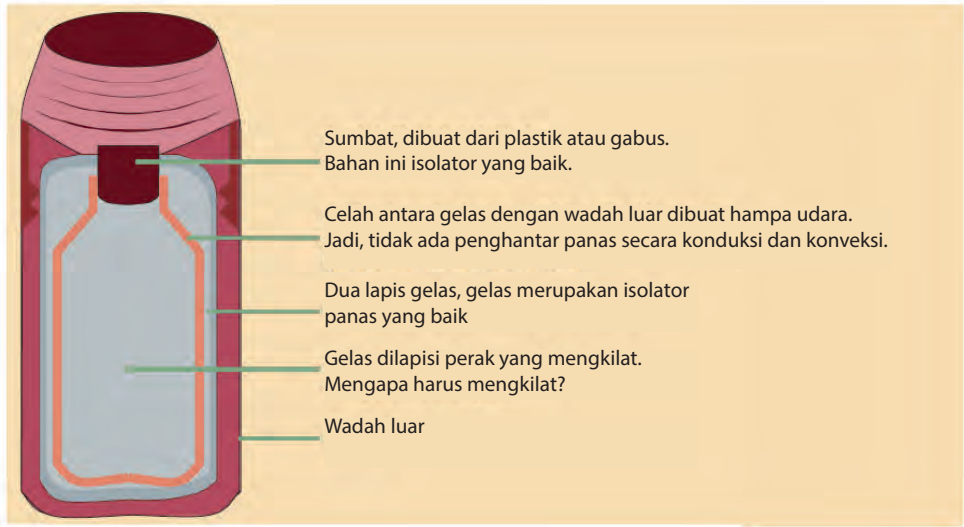 Sumbat, dibuat dari plastik atau gabus.
Bahan ini isolator yang baik.
Celah antara gelas dengan wadah luar dibuat hampa udara.
Jadi, tidak ada penghantar panas secara konduksi dan konveksi.
Dua lapis gelas, gelas merupakan isolator
panas yang baik
Gelas dilapisi perak yang mengkilat.
Mengapa harus mengkilat?
Wadah luar